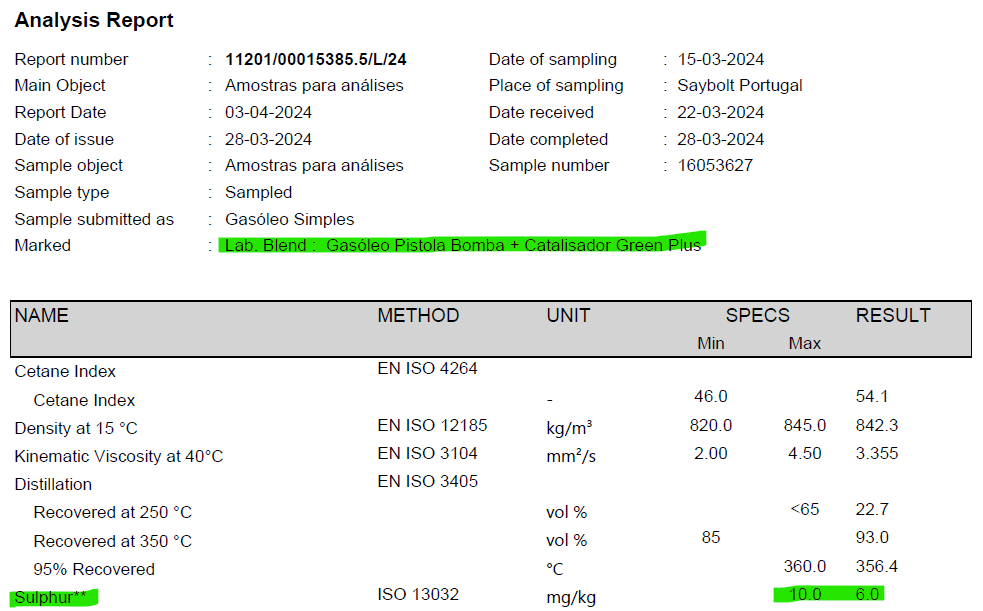 Analysis Report
Report number : 11201/00015385.5/L/24 Date of sampling : 15-03-2024
Main Object : Amostras para análises Place of sampling : Saybolt Portugal
Report Date : 03-04-2024 Date received : 22-03-2024
Date of issue : 28-03-2024 Date completed : 28-03-2024
Sample object : Amostras para análises Sample number : 16053627
Sample type : Sampled
Sample submitted as : Gasóleo Simples
Marked : Lab. Blend : Gasóleo Pistola Bomba + Catalisador Green Plus
NAME METHOD UNIT SPECS RESULT
Min Max
Cetane Index EN ISO 4264
Cetane Index - 46.0 54.1
Density at 15 °C EN ISO 12185 kg/m³ 820.0 845.0 842.3
Kinematic Viscosity at 40°C EN ISO 3104 mm²/s 2.00 4.50 3.355
Distillation EN ISO 3405
Recovered at 250 °C vol % <65 22.7
Recovered at 350 °C vol % 85 93.0
95% Recovered °C 360.0 356.4
Sulphur** ISO 13032 mg/kg 10.0 6.0